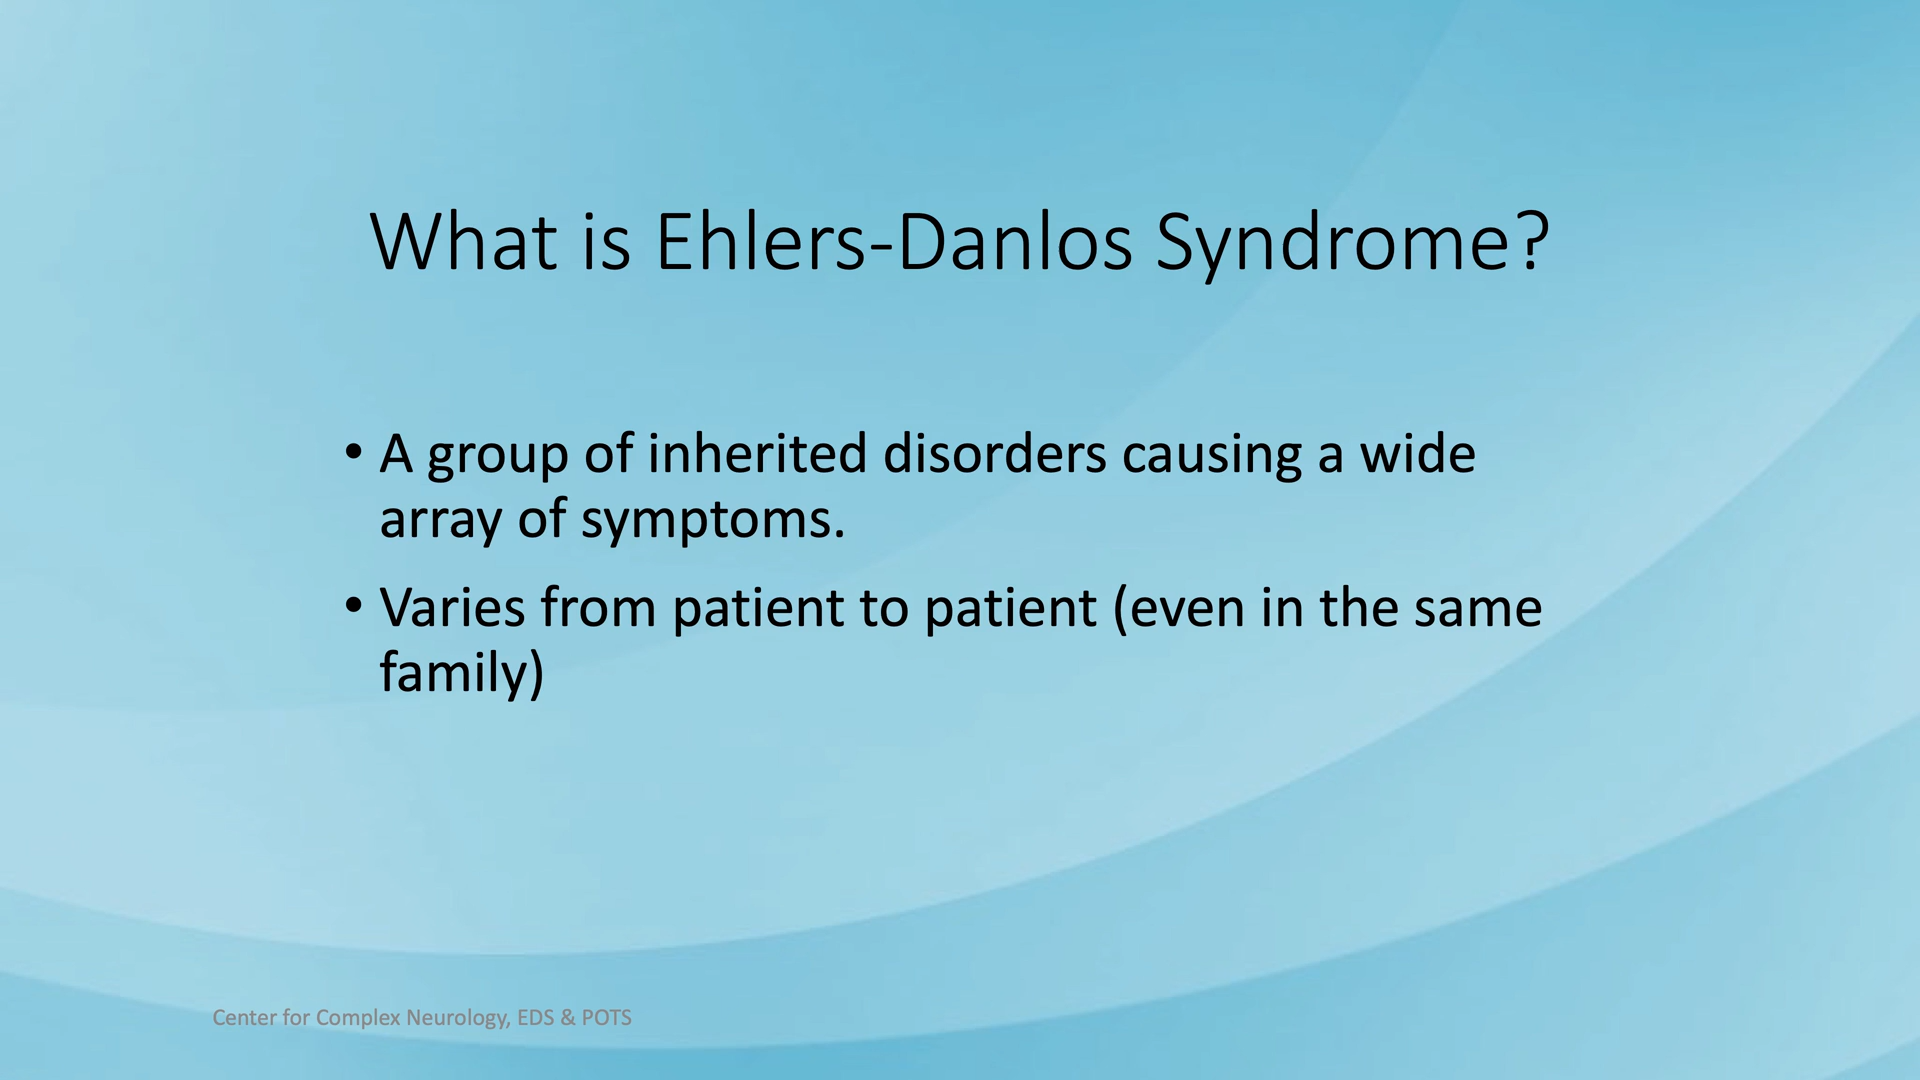 What is Ehlers-Danlos Syndrome?
• A group of inherited disorders causing a wide
array of symptoms.
• Varies from patient to patient (even in the same
family)
Center for Complex Neurology, EDS & POTS